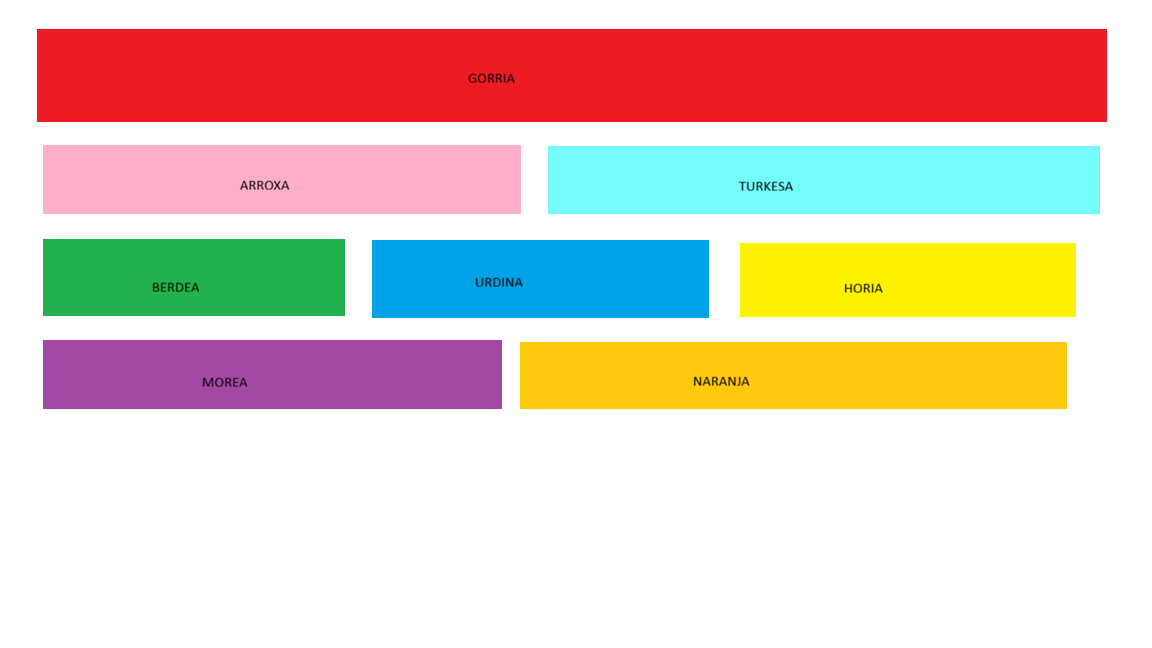 GORRIA
ARROXA
TURKESA
BERDEA
URDINA
HORIA
MOREA
NARANJA